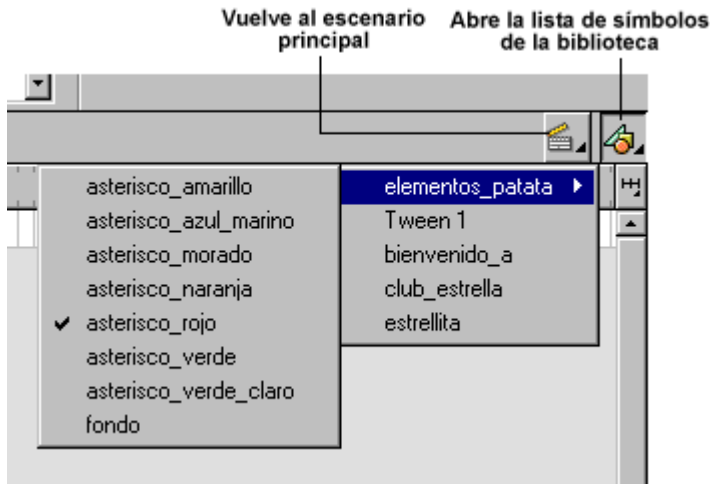 Vuelve al escenario
principal
Abre la lista de símbolos
de la biblioteca
asterisco_amarillo
asterisco_azul_marino
asterisco_morado
asterisco_naranja
asterisco_rojo
asterisco_verde
asterisco_verde_claro
fondo
elementos_patata
Tween 1
bienvenido_a
club_estrella
estrellita